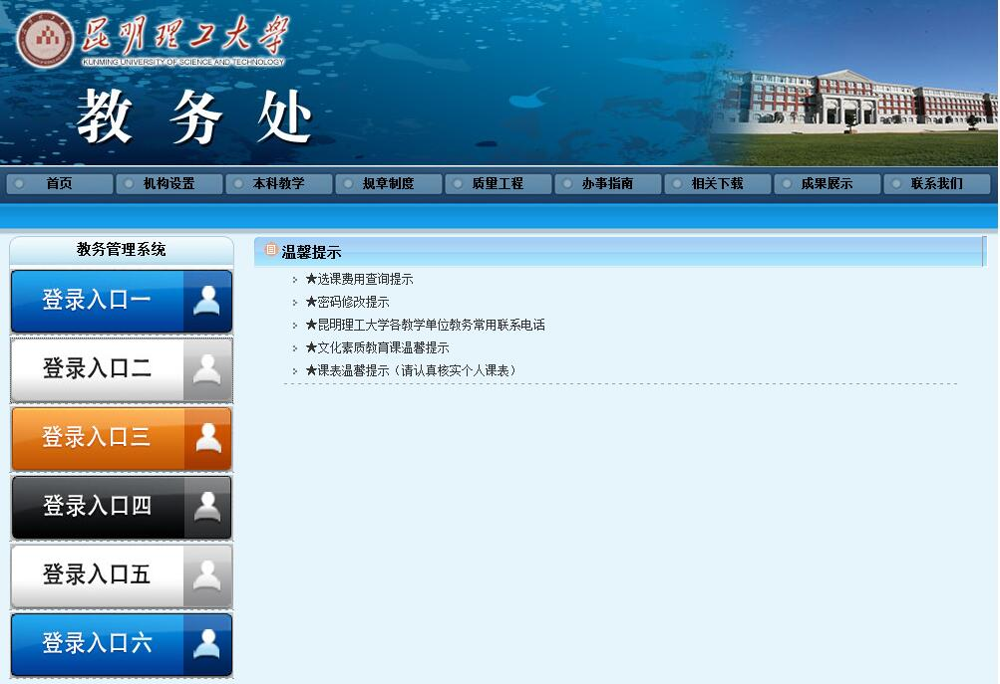 昆明理工大学
KUNMING UNIVERSITY OF SCIENCE AND TECHNOLOGY
教务处
首页 机构设置 本科教学 规章制度 质量工程 办事指南 相关下载 成果展示 联系我们
教务管理系统
登录入口一
登录入口二
登录入口三
登录入口四
登录入口五
登录入口六
温馨提示
★选课费用查询提示
★密码修改提示
★昆明理工大学各教学单位教务常用联系电话
★文化素质教育课温馨提示
★课表温馨提示（请认真核实个人课表）